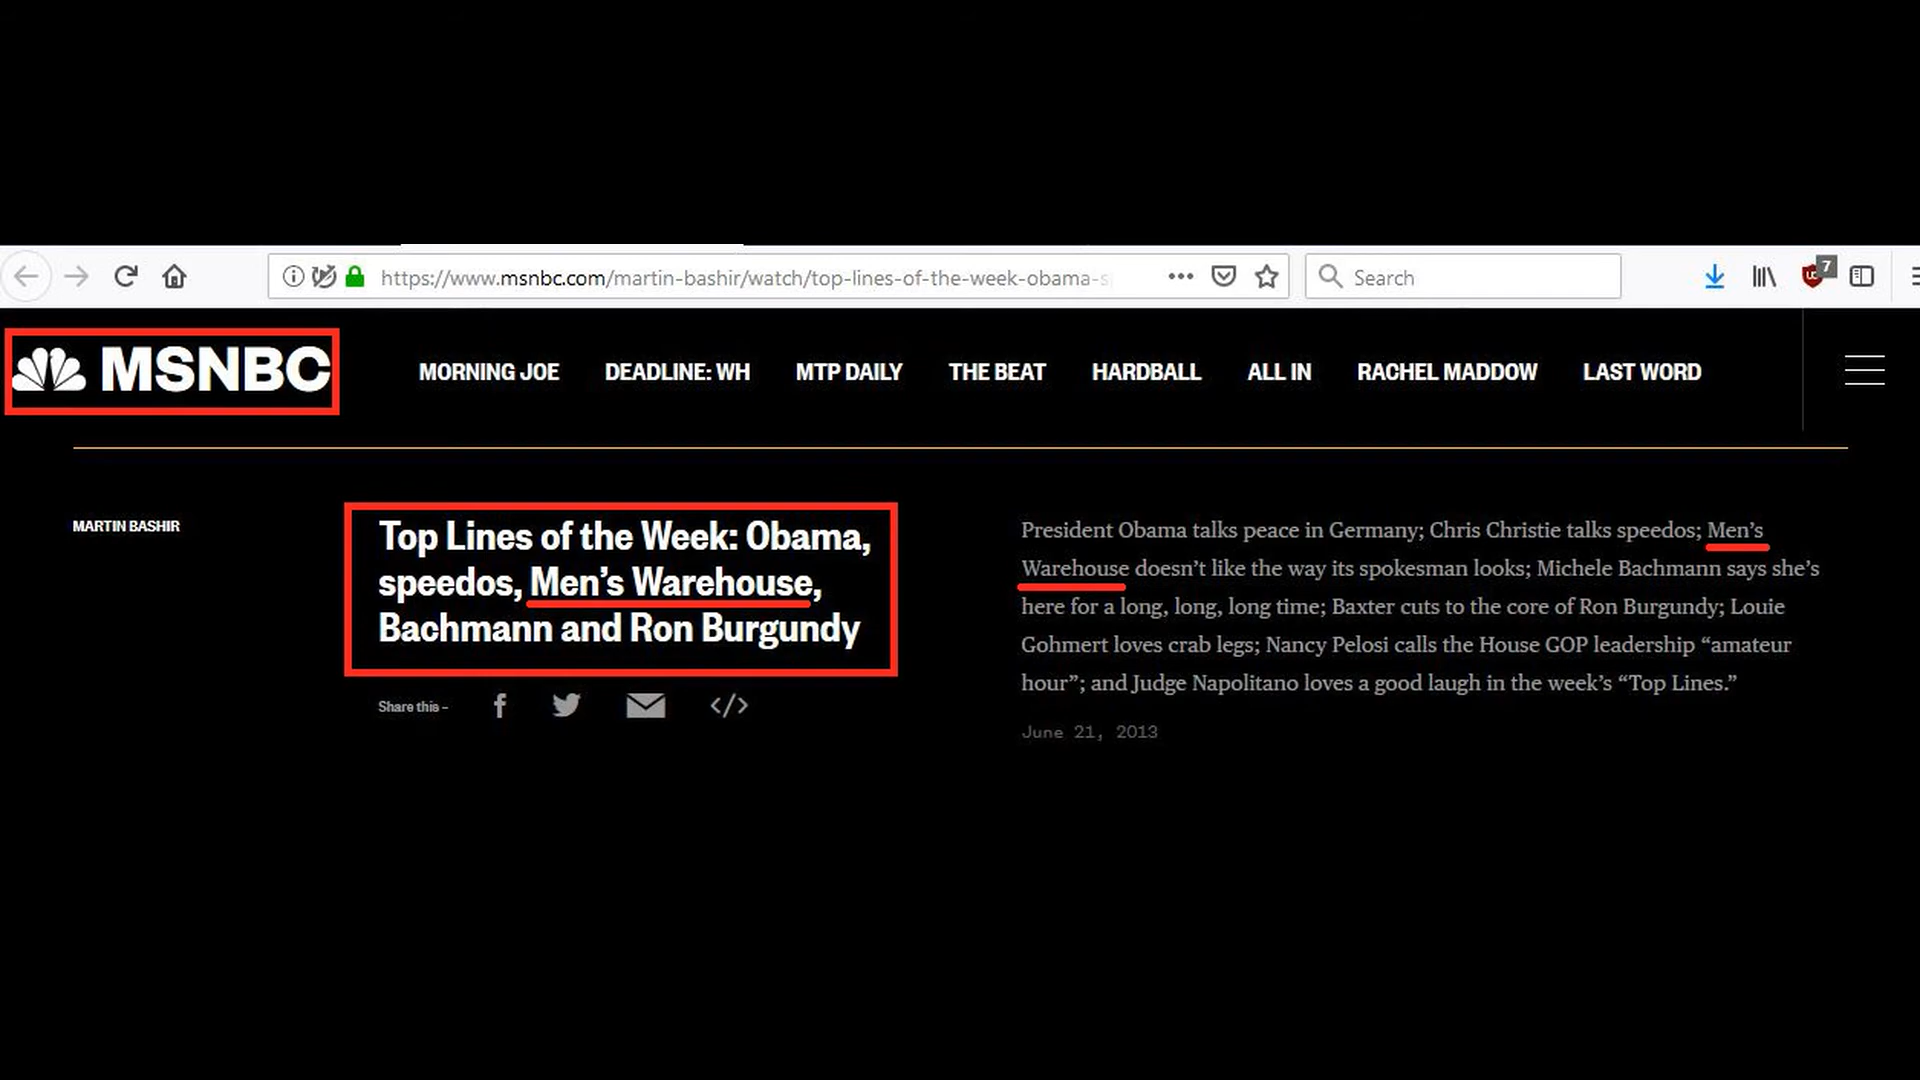 https://www.msnbc.com/martin-bashir/watch/top-lines-of-the-week-obama-s
Search
7
MSNBC
MORNING JOE
DEADLINE: WH
MTP DAILY
THE BEAT
HARDBALL
ALL IN
RACHEL MADDOW
LAST WORD
MARTIN BASHIR
Top Lines of the Week: Obama,
speedos, Men’s Warehouse,
Bachmann and Ron Burgundy
Share this –
President Obama talks peace in Germany; Chris Christie talks speedos; Men’s
Warehouse doesn’t like the way its spokesman looks; Michele Bachmann says she’s
here for a long, long, long time; Baxter cuts to the core of Ron Burgundy; Louie
Gohmert loves crab legs; Nancy Pelosi calls the House GOP leadership “amateur
hour”; and Judge Napolitano loves a good laugh in the week’s “Top Lines.”
June 21, 2013